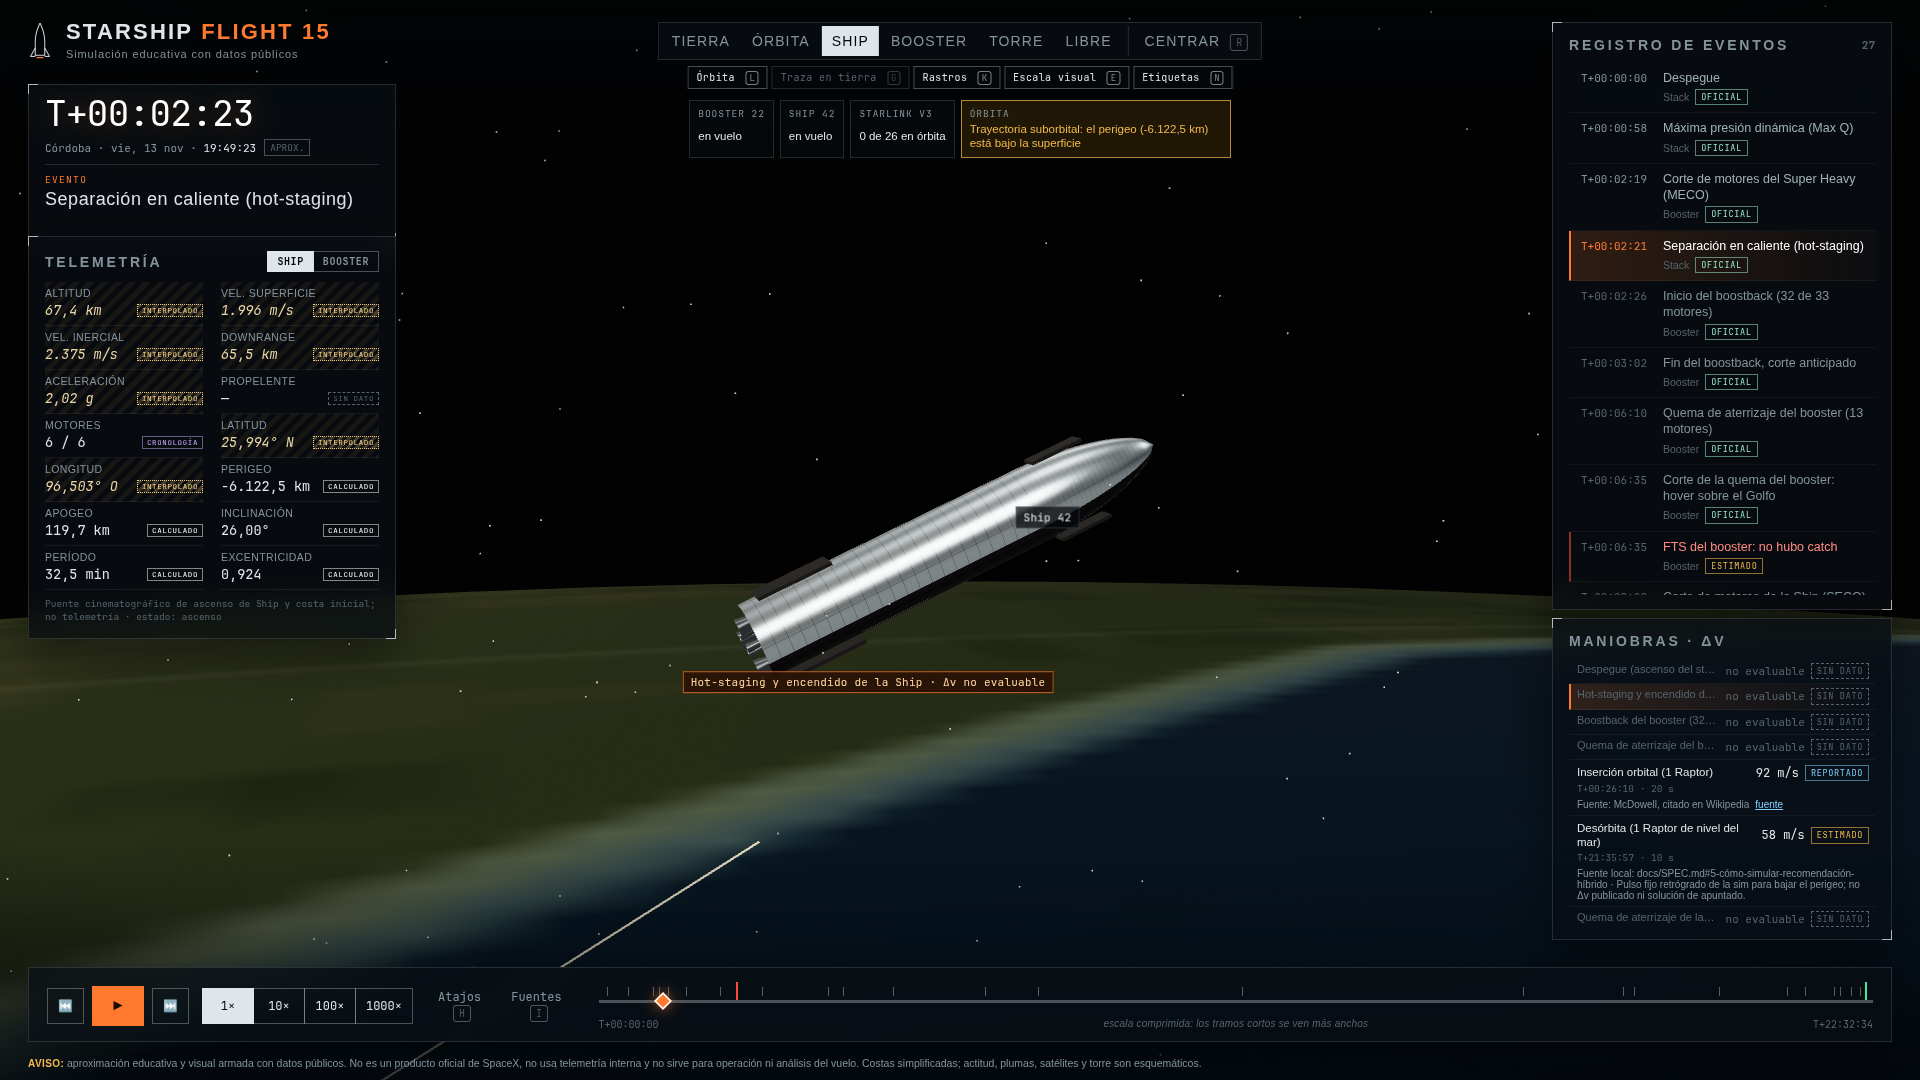 STARSHIP FLIGHT 15
Simulación educativa con datos públicos
TIERRA ÓRBITA SHIP BOOSTER TORRE LIBRE CENTRAR R
Órbita L Traza en tierra G Rastros K Escala visual E Etiquetas N
BOOSTER 22
en vuelo
SHIP 42
en vuelo
STARLINK V3
0 de 26 en órbita
ÓRBITA
Trayectoria suborbital: el perigeo (-6.122,5 km)
está bajo la superficie
T+00:02:23
Córdoba · vie, 13 nov · 19:49:23 APROX.
EVENTO
Separación en caliente (hot-staging)
TELEMETRÍA SHIP BOOSTER
ALTITUD
67,4 km INTERPOLADO
VEL. SUPERFICIE
1.996 m/s INTERPOLADO
VEL. INERCIAL
2.375 m/s INTERPOLADO
DOWNRANGE
65,5 km INTERPOLADO
ACELERACIÓN
2,02 g INTERPOLADO
PROPELENTE
— SIN DATO
MOTORES
6 / 6 CRONOLOGÍA
LATITUD
25,994° N INTERPOLADO
LONGITUD
96,503° O INTERPOLADO
PERIGEO
-6.122,5 km CALCULADO
APOGEO
119,7 km CALCULADO
INCLINACIÓN
26,00° CALCULADO
PERÍODO
32,5 min CALCULADO
EXCENTRICIDAD
0,924 CALCULADO
Puente cinematográfico de ascenso de Ship y costa inicial;
no telemetría · estado: ascenso
Ship 42
Hot-staging y encendido de la Ship · Δv no evaluable
REGISTRO DE EVENTOS 27
T+00:00:00 Despegue
Stack OFICIAL
T+00:00:58 Máxima presión dinámica (Max Q)
Stack OFICIAL
T+00:02:19 Corte de motores del Super Heavy
(MECO)
Booster OFICIAL
T+00:02:21 Separación en caliente (hot-staging)
Stack OFICIAL
T+00:02:26 Inicio del boostback (32 de 33
motores)
Booster OFICIAL
T+00:03:02 Fin del boostback, corte anticipado
Booster OFICIAL
T+00:06:10 Quema de aterrizaje del booster (13
motores)
Booster OFICIAL
T+00:06:35 Corte de la quema del booster:
hover sobre el Golfo
Booster OFICIAL
T+00:06:35 FTS del booster: no hubo catch
Booster ESTIMADO
Corte de motores de la Ship (SECO)
MANIOBRAS · ΔV
Despegue (ascenso del st... no evaluable SIN DATO
Hot-staging y encendido d... no evaluable SIN DATO
Boostback del booster (32... no evaluable SIN DATO
Quema de aterrizaje del b... no evaluable SIN DATO
Inserción orbital (1 Raptor) 92 m/s REPORTADO
T+00:26:10 · 20 s
Fuente: McDowell, citado en Wikipedia fuente
Desórbita (1 Raptor de nivel del
mar) 58 m/s ESTIMADO
T+21:35:57 · 10 s
Fuente local: docs/SPEC.md#5-cómo-simular-recomendación-
híbrido · Pulso fijo retrógrado de la sim para bajar el perigeo; no
Δv publicado ni solución de apuntado.
Quema de aterrizaje de la... no evaluable SIN DATO
1× 10× 100× 1000×
Atajos H
Fuentes I
T+00:00:00
escala comprimida: los tramos cortos se ven más anchos
T+22:32:34
AVISO: aproximación educativa y visual armada con datos públicos. No es un producto oficial de SpaceX, no usa telemetría interna y no sirve para operación ni análisis del vuelo. Costas simplificadas; actitud, plumas, satélites y torre son esquemáticos.